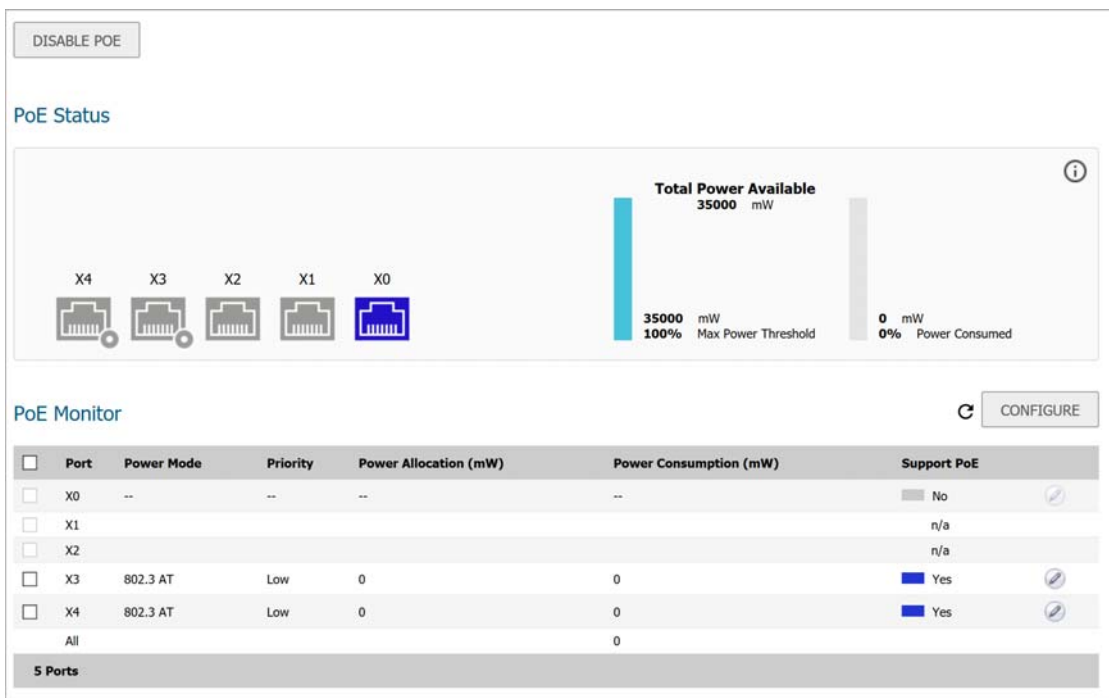 DISABLE POE
PoE Status
Total Power Available
35000 mW
X4 X3 X2 X1 X0
35000 mW
100% Max Power Threshold
0 mW
0% Power Consumed
PoE Monitor
CONFIGURE
Port Power Mode Priority Power Allocation (mW) Power Consumption (mW) Support PoE
X0 -- -- -- -- No
X1 n/a
X2 n/a
X3 802.3 AT Low 0 0 Yes
X4 802.3 AT Low 0 0 Yes
All 0
5 Ports